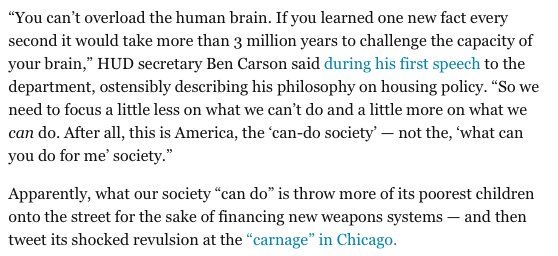 “You can’t overload the human brain. If you learned one new fact every
second it would take more than 3 million years to challenge the capacity of
your brain,” HUD secretary Ben Carson said during his first speech to the
department, ostensibly describing his philosophy on housing policy. “So we
need to focus a little less on what we can’t do and a little more on what we
can do. After all, this is America, the ‘can-do society’ — not the, ‘what can
you do for me’ society.”
Apparently, what our society “can do” is throw more of its poorest children
onto the street for the sake of financing new weapons systems — and then
tweet its shocked revulsion at the “carnage” in Chicago.